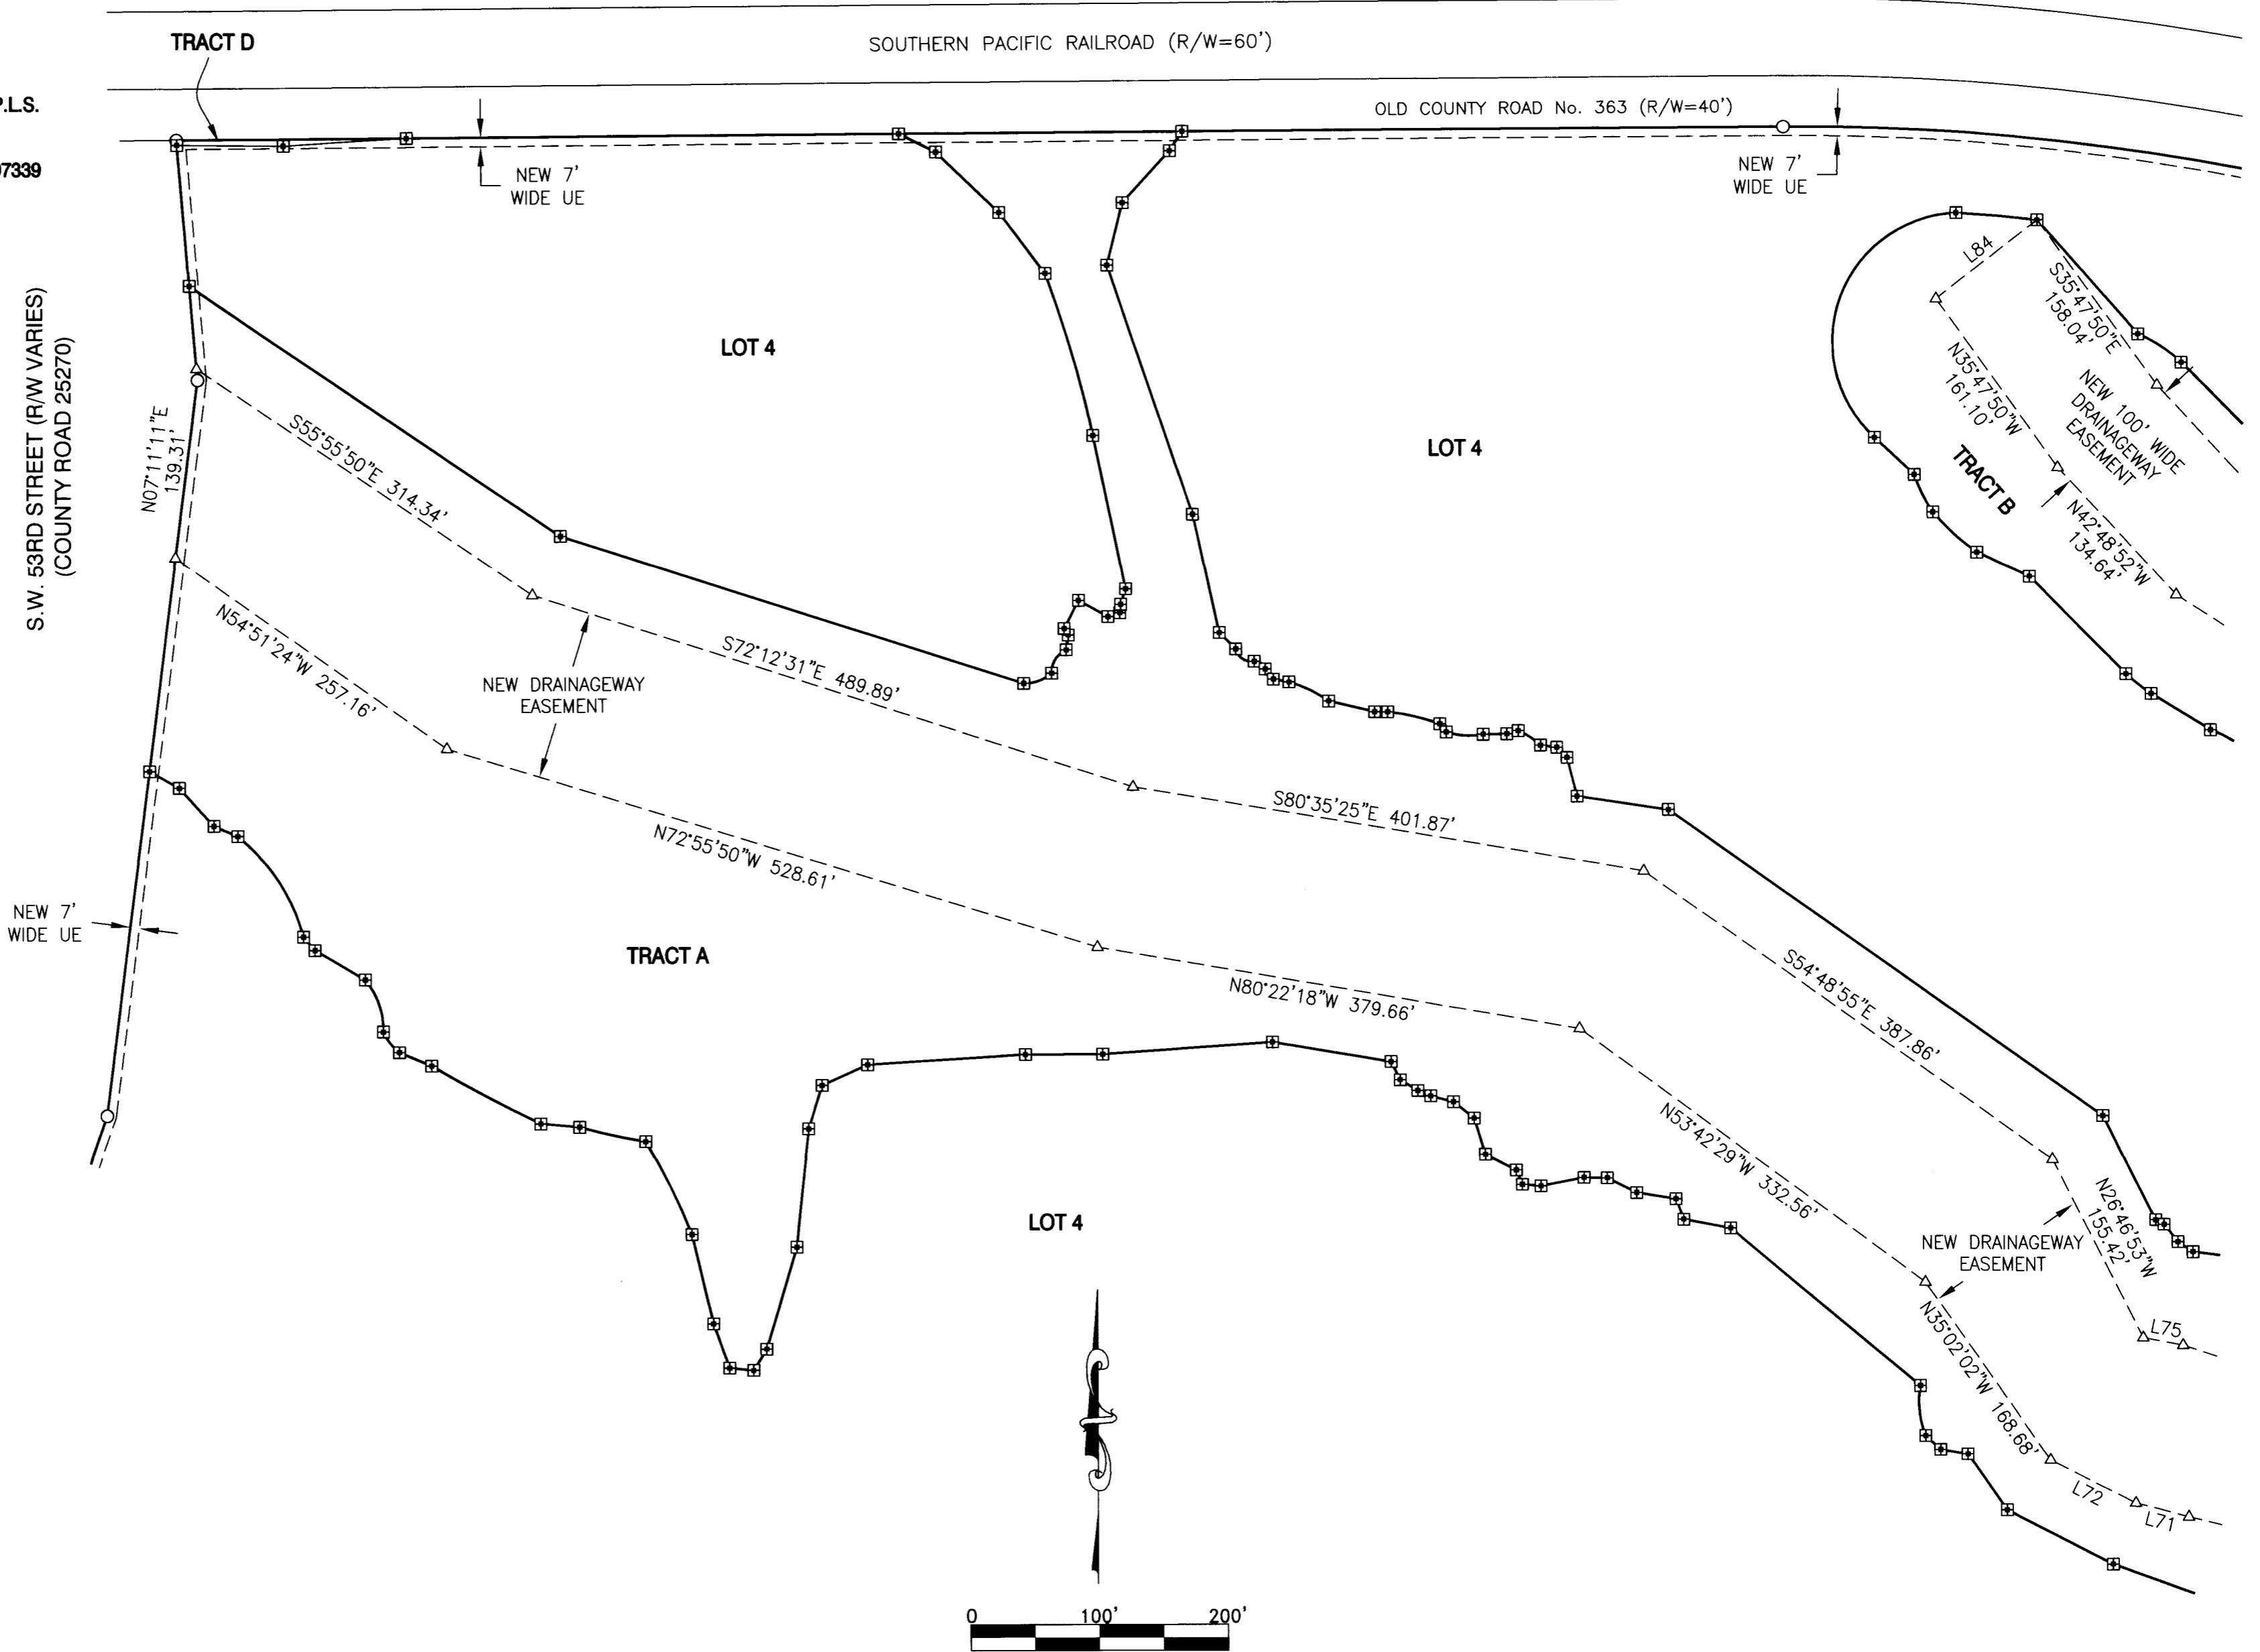 TRACT D
SOUTHERN PACIFIC RAILROAD (R/W=60')
P.L.S.
OLD COUNTY ROAD No. 363 (R/W=40')
NEW 7'
WIDE UE
NEW 7'
WIDE UE
L84
S35°47'50"E
158.04'
S.W. 53RD STREET (R/W VARIES)
(COUNTY ROAD 25270)
LOT 4
N35°47'50"W
161.10'
NEW 100' WIDE
DRAINAGEWAY
EASEMENT
N07°11'11"E
139.31'
S55°55'50"E 314.34'
LOT 4
TRACT B
N42°48'52"W
134.64'
N54°51'24"W 257.16'
NEW DRAINAGEWAY
EASEMENT
S72°12'31"E 489.89'
S80°35'25"E 401.87'
N72°55'50"W 528.61'
NEW 7'
WIDE UE
TRACT A
N80°22'18"W 379.66'
S54°48'55"E 387.86'
N53°42'29"W 332.56'
N26°46'53"W
155.42'
LOT 4
NEW DRAINAGEWAY
EASEMENT
N35°02'02"W 168.68'
L75
L72
L71
0 100' 200'